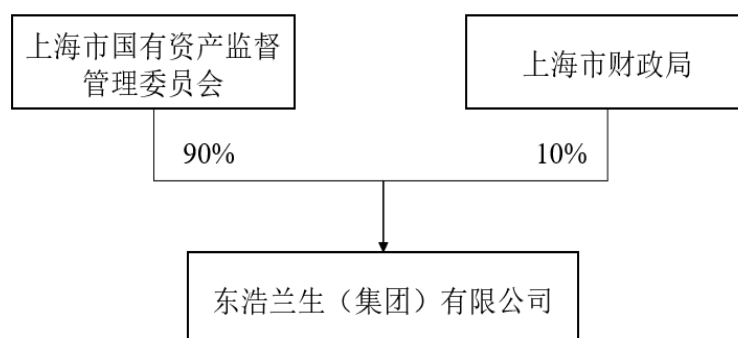 上海市国有资产监督
管理委员会
上海市财政局
90%
10%
东浩兰生（集团）有限公司